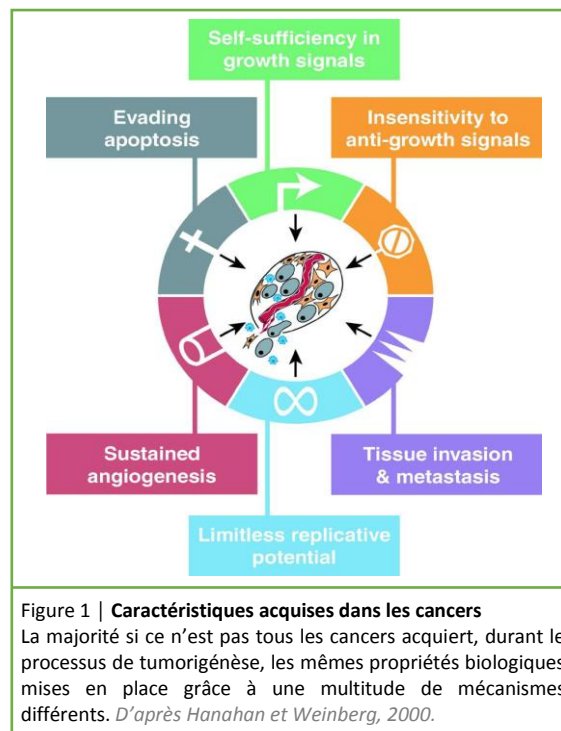 Self-sufficiency in
growth signals
Evading
apoptosis
Insensitivity to
anti-growth signals
Sustained
angiogenesis
Tissue invasion
& metastasis
Limitless replicative
potential
Figure 1 | Caractéristiques acquises dans les cancers
La majorité si ce n’est pas tous les cancers acquiert, durant le
processus de tumorigénèse, les mêmes propriétés biologiques
mises en place grâce à une multitude de mécanismes
différents. D’après Hanahan et Weinberg, 2000.